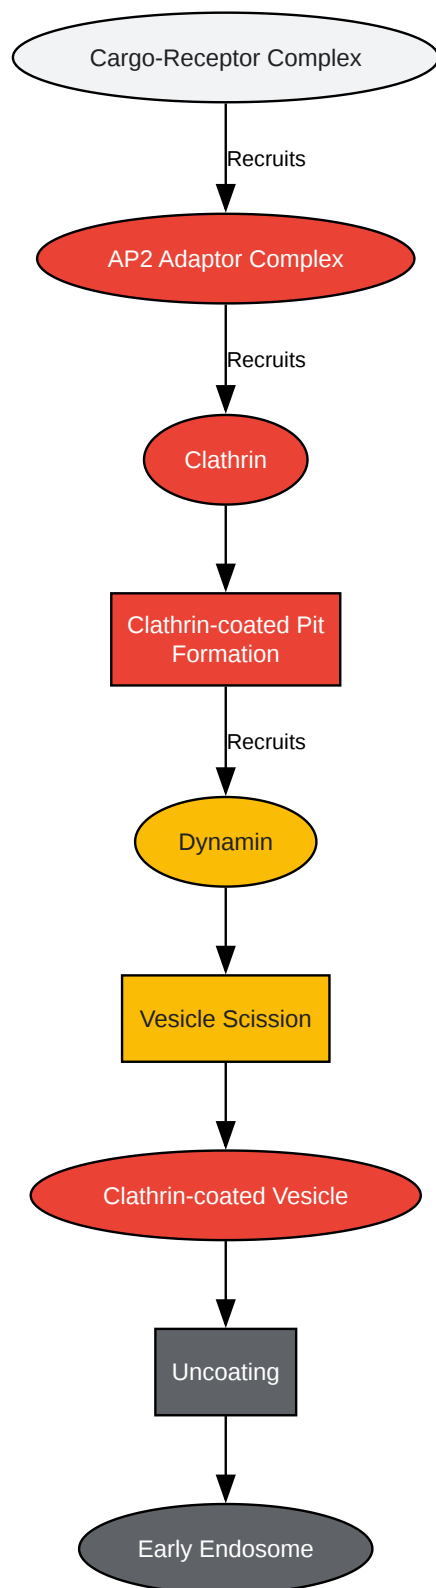 Cargo-Receptor Complex
Recruits
AP2 Adaptor Complex
Recruits
Clathrin
Clathrin-coated Pit
Formation
Recruits
Dynamin
Vesicle Scission
Clathrin-coated Vesicle
Uncoating
Early Endosome